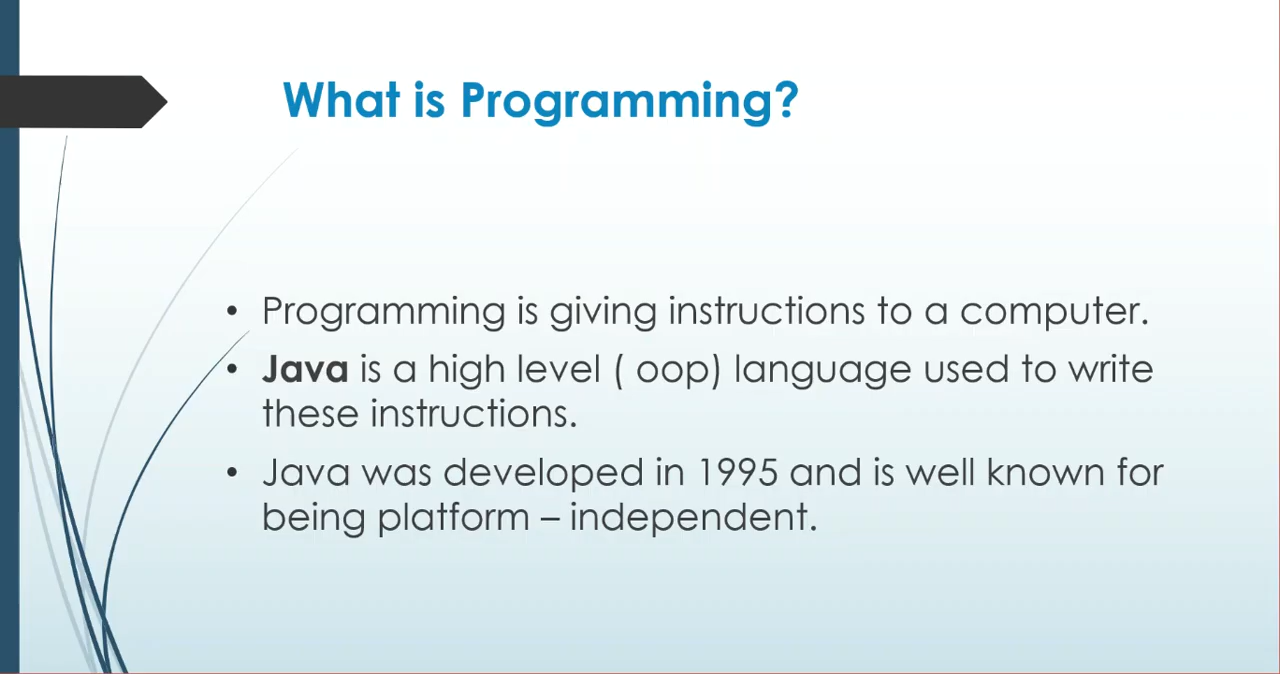 What is Programming?
• Programming is giving instructions to a computer.
• Java is a high level ( oop) language used to write
these instructions.
• Java was developed in 1995 and is well known for
being platform – independent.